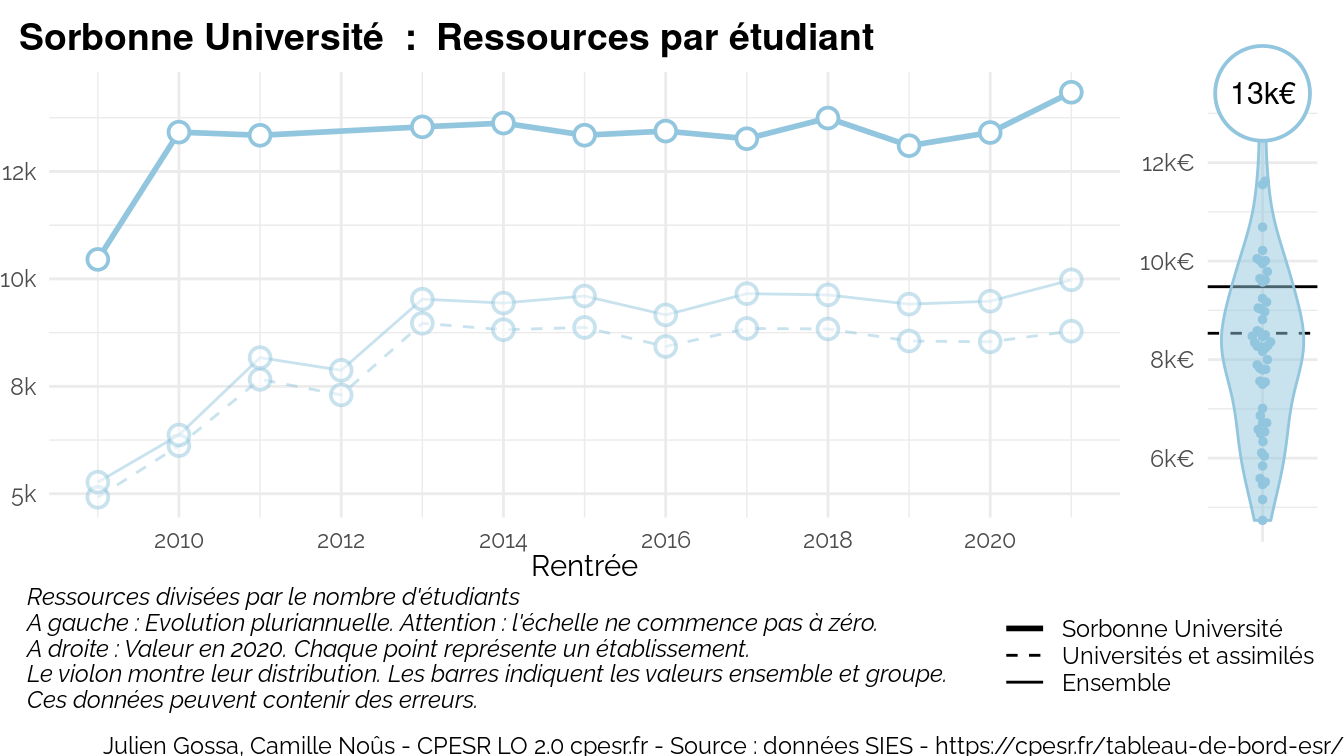 Sorbonne Université  :  Ressources par étudiant
13k€
12k
10k
8k
5k
12k€
10k€
8k€
6k€
2010
2012
2014
2016
2018
2020
Rentrée
Ressources divisées par le nombre d'étudiants
A gauche : Evolution pluriannuelle. Attention : l'échelle ne commence pas à zéro.
A droite : Valeur en 2020. Chaque point représente un établissement.
Le violon montre leur distribution. Les barres indiquent les valeurs ensemble et groupe.
Ces données peuvent contenir des erreurs.
Sorbonne Université
Universités et assimilés
Ensemble
Julien Gossa, Camille Noûs - CPESR LO 2.0 cpesr.fr - Source : données SIES - https://cpesr.fr/tableau-de-bord-esr/